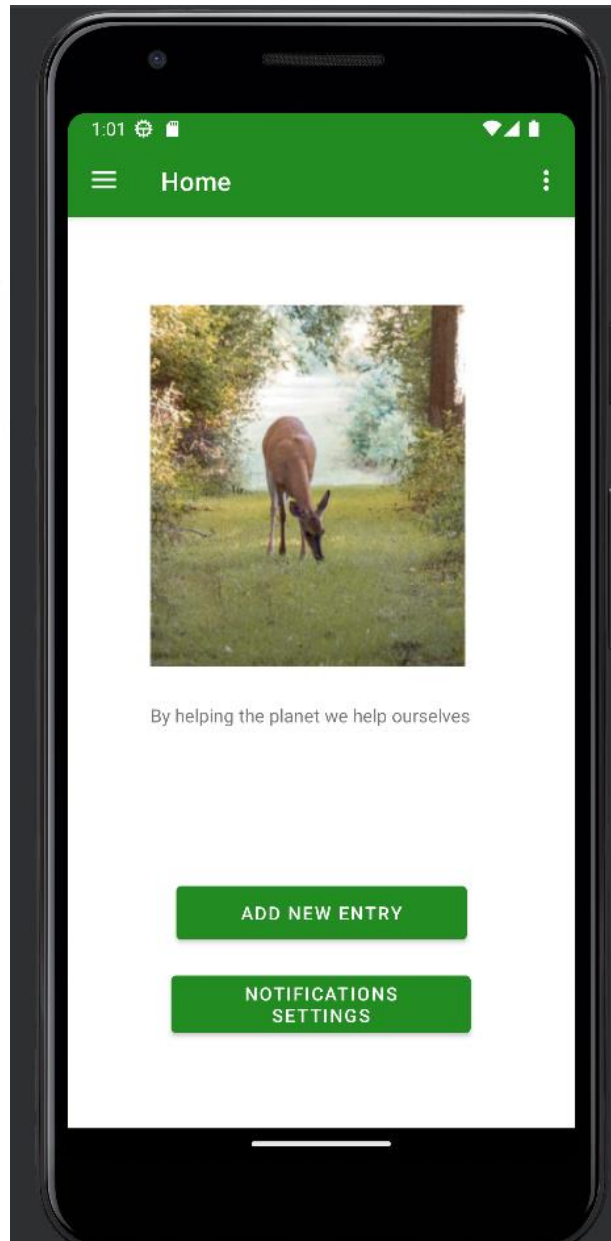 1:01
Home
By helping the planet we help ourselves
ADD NEW ENTRY
NOTIFICATIONS
SETTINGS